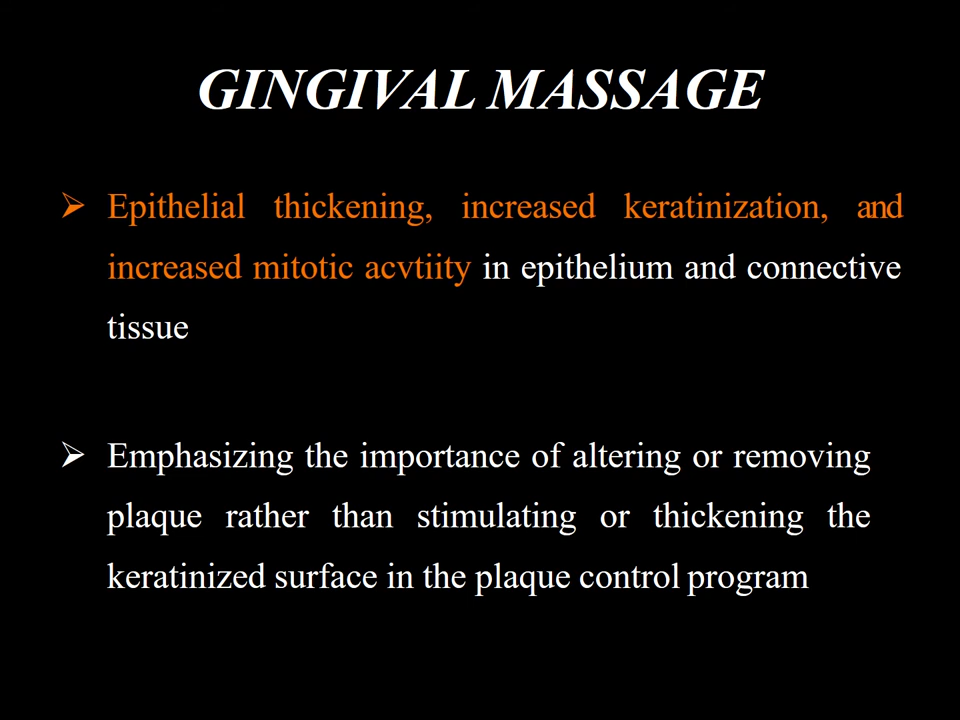 GINGIVAL MASSAGE
➢ Epithelial thickening, increased keratinization, and
increased mitotic acvtiity in epithelium and connective
tissue
➢ Emphasizing the importance of altering or removing
plaque rather than stimulating or thickening the
keratinized surface in the plaque control program